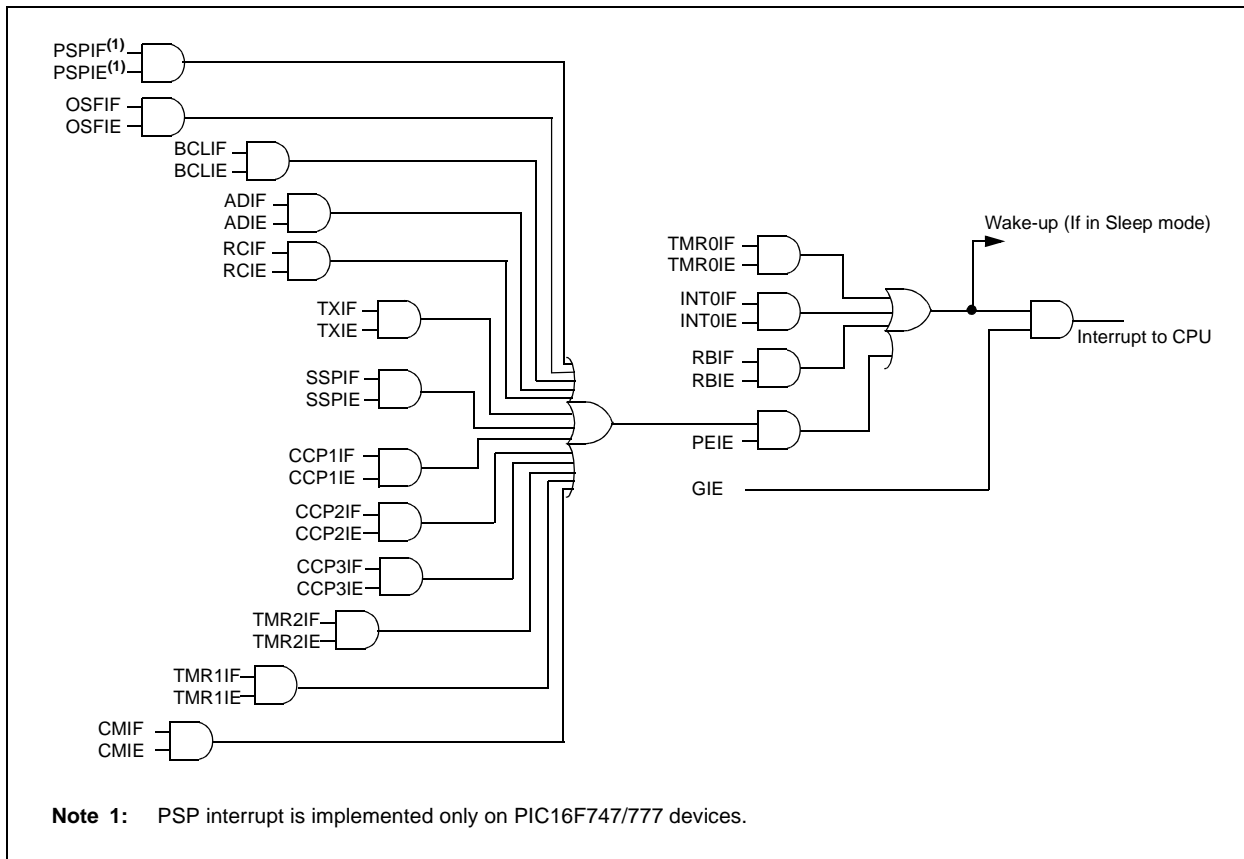 PSPIF(1)
PSPIE(1)
OSFIF
OSFIE
BCLIF
BCLIE
ADIF
ADIE
RCIF
RCIE
TXIF
TXIE
SSPIF
SSPIE
CCP1IF
CCP1IE
CCP2IF
CCP2IE
CCP3IF
CCP3IE
TMR2IF
TMR2IE
TMR1IF
TMR1IE
CMIF
CMIE
TMR0IF
TMR0IE
INT0IF
INT0IE
RBIF
RBIE
PEIE
GIE
Wake-up (If in Sleep mode)
Interrupt to CPU
Note 1: PSP interrupt is implemented only on PIC16F747/777 devices.